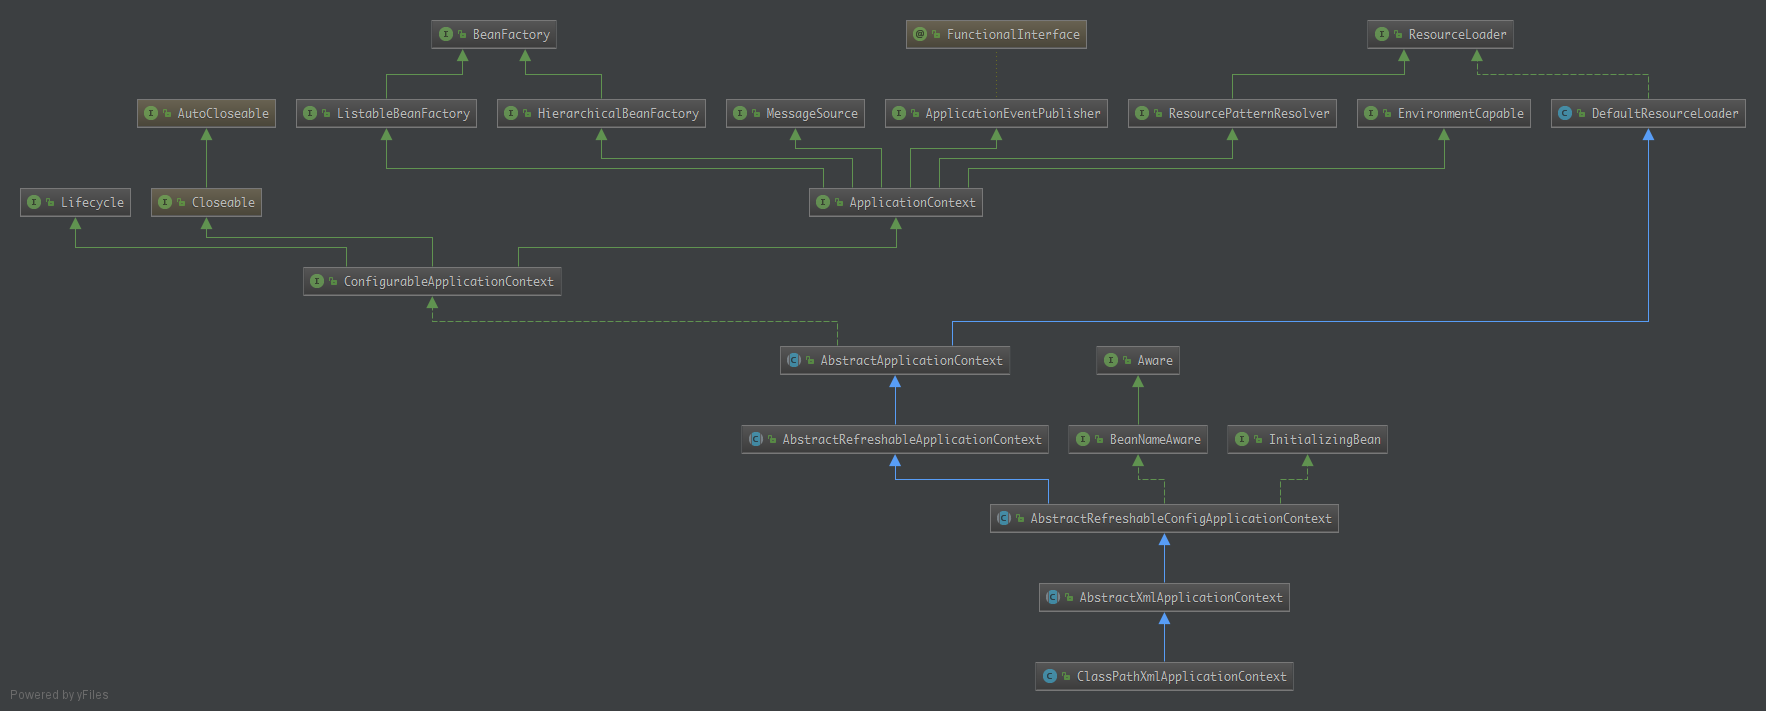 BeanFactory
FunctionalInterface
ResourceLoader
AutoCloseable
ListableBeanFactory
HierarchicalBeanFactory
MessageSource
ApplicationEventPublisher
ResourcePatternResolver
EnvironmentCapable
DefaultResourceLoader
Lifecycle
Closeable
ApplicationContext
ConfigurableApplicationContext
AbstractApplicationContext
Aware
AbstractRefreshableApplicationContext
BeanNameAware
InitializingBean
AbstractRefreshableConfigApplicationContext
AbstractXmlApplicationContext
ClassPathXmlApplicationContext
Powered by yFiles